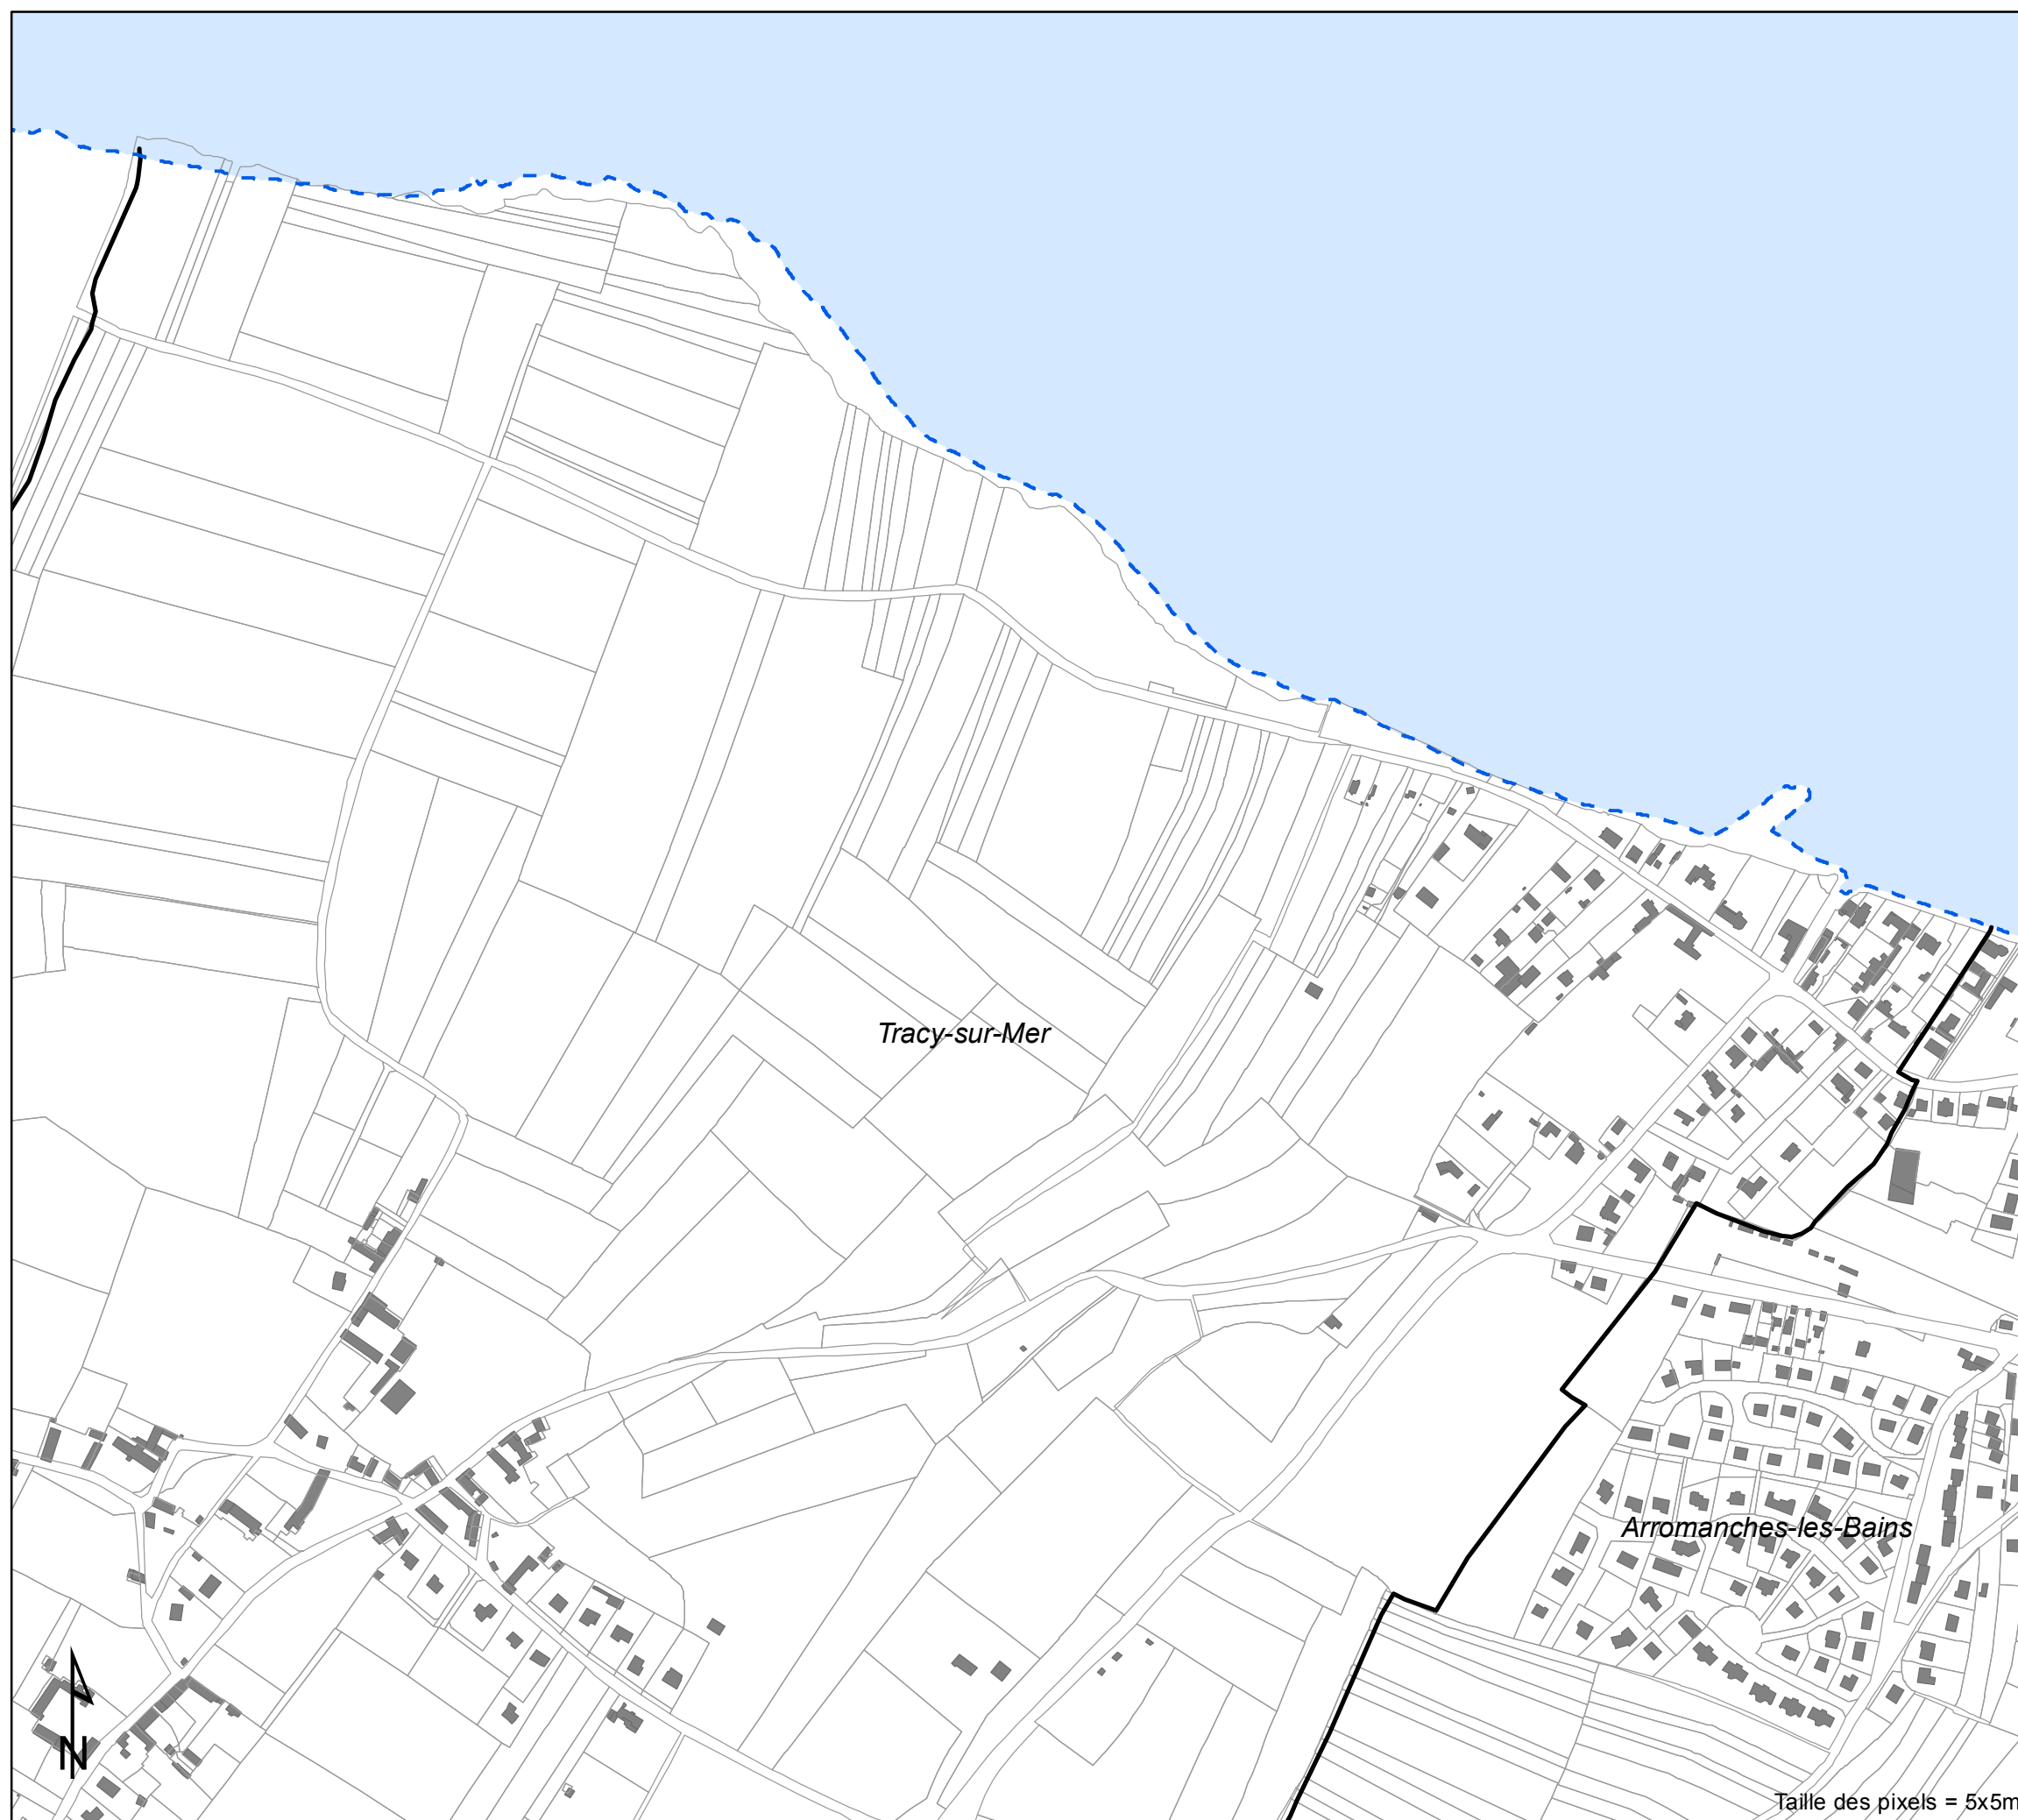 Tracy-sur-Mer
Arromanches-les-Bains
N
Taille des pixels = 5x5m